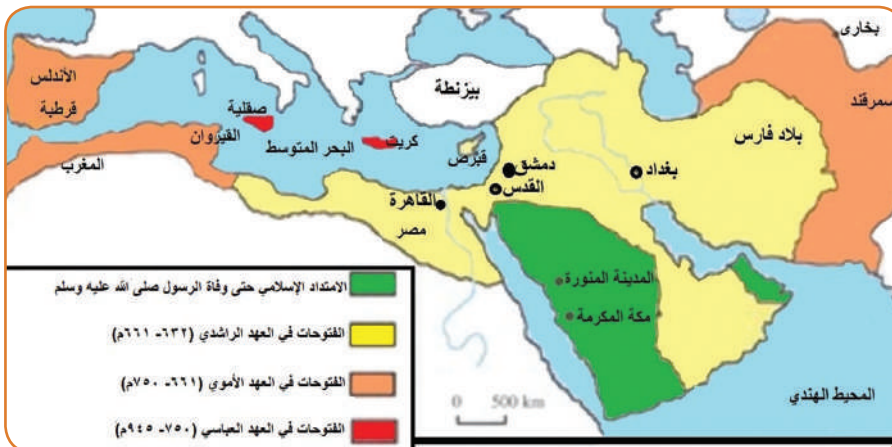 بخارى
سمرقند
الأندلس
قرطبة
بيزنطة
صقلية
القيروان
كريت
قبرص
بلاد فارس
البحر المتوسط
المغرب
دمشق
بغداد
القدس
القاهرة
مصر
المدينة المنورة
مكة المكرمة
المحيط الهندي
0 500 km
الامتداد الإسلامي حتى وفاة الرسول صلى الله عليه وسلم
الفتوحات في العهد الراشدي (٦٣٢- ٦٦١م)
الفتوحات في العهد الأموي (٦٦١- ٧٥٠م)
الفتوحات في العهد العباسي (٧٥٠- ٩٤٥م)